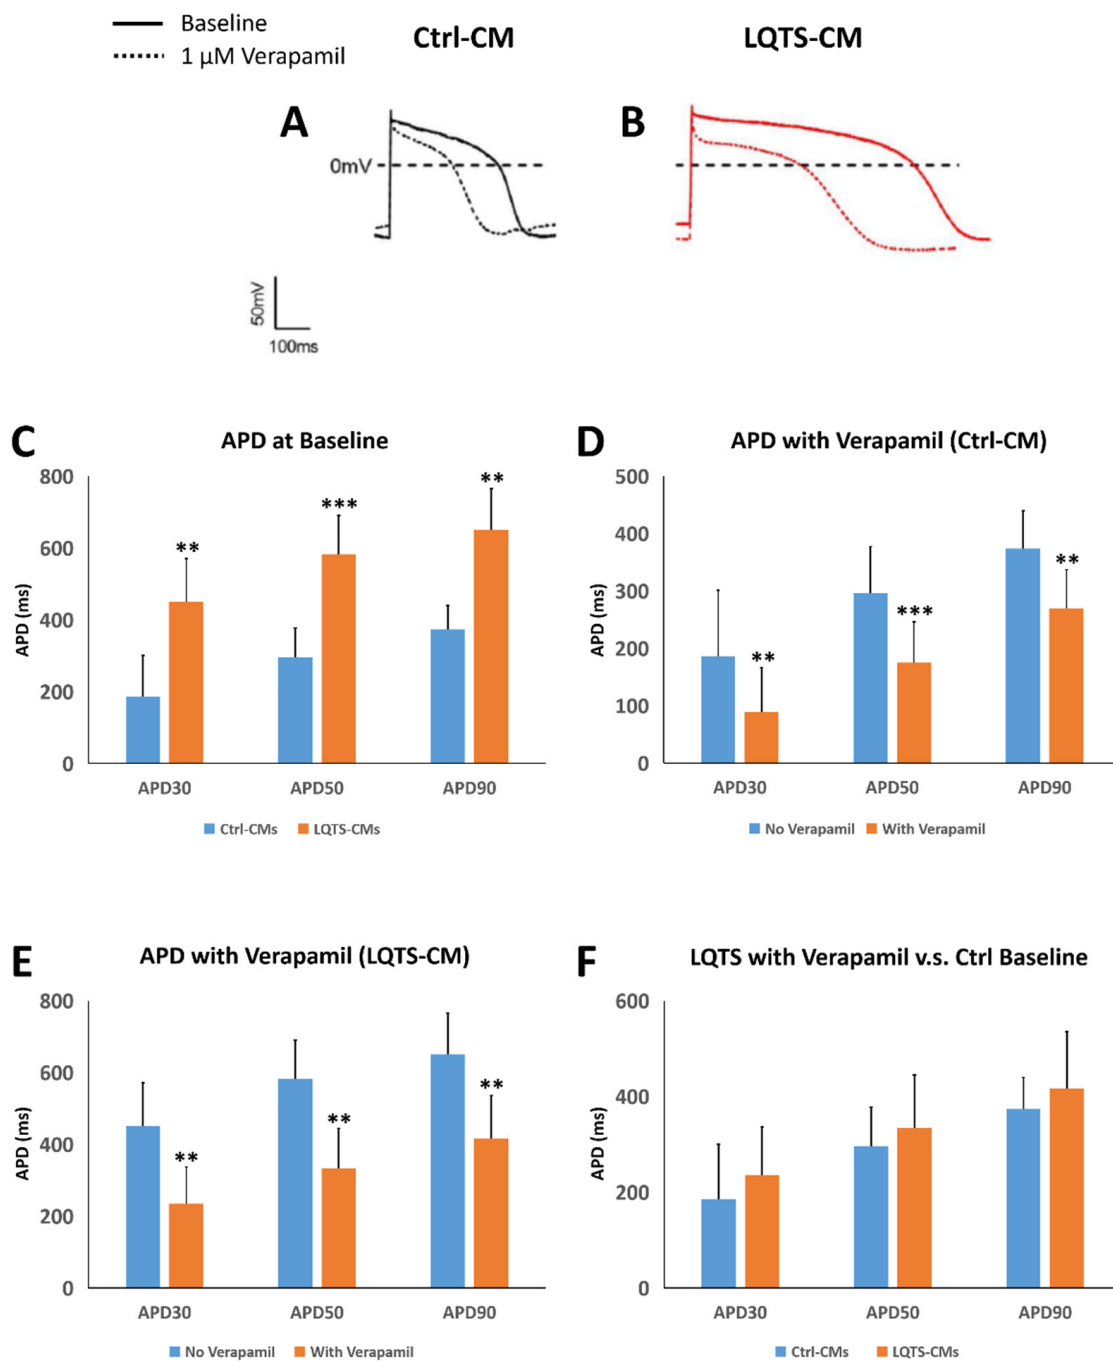 Baseline
1 µM Verapamil
Ctrl-CM
LQTS-CM
A
B
0mV
50mV
100ms
C
APD at Baseline
800
600
400
200
0
APD (ms)
**
***
**
APD30
APD50
APD90
Ctrl-CMs
LQTS-CMs
D
APD with Verapamil (Ctrl-CM)
500
400
300
200
100
0
APD (ms)
**
***
**
APD30
APD50
APD90
No Verapamil
With Verapamil
E
APD with Verapamil (LQTS-CM)
800
600
400
200
0
APD (ms)
**
**
**
APD30
APD50
APD90
No Verapamil
With Verapamil
F
LQTS with Verapamil v.s. Ctrl Baseline
600
400
200
0
APD (ms)
APD30
APD50
APD90
Ctrl-CMs
LQTS-CMs